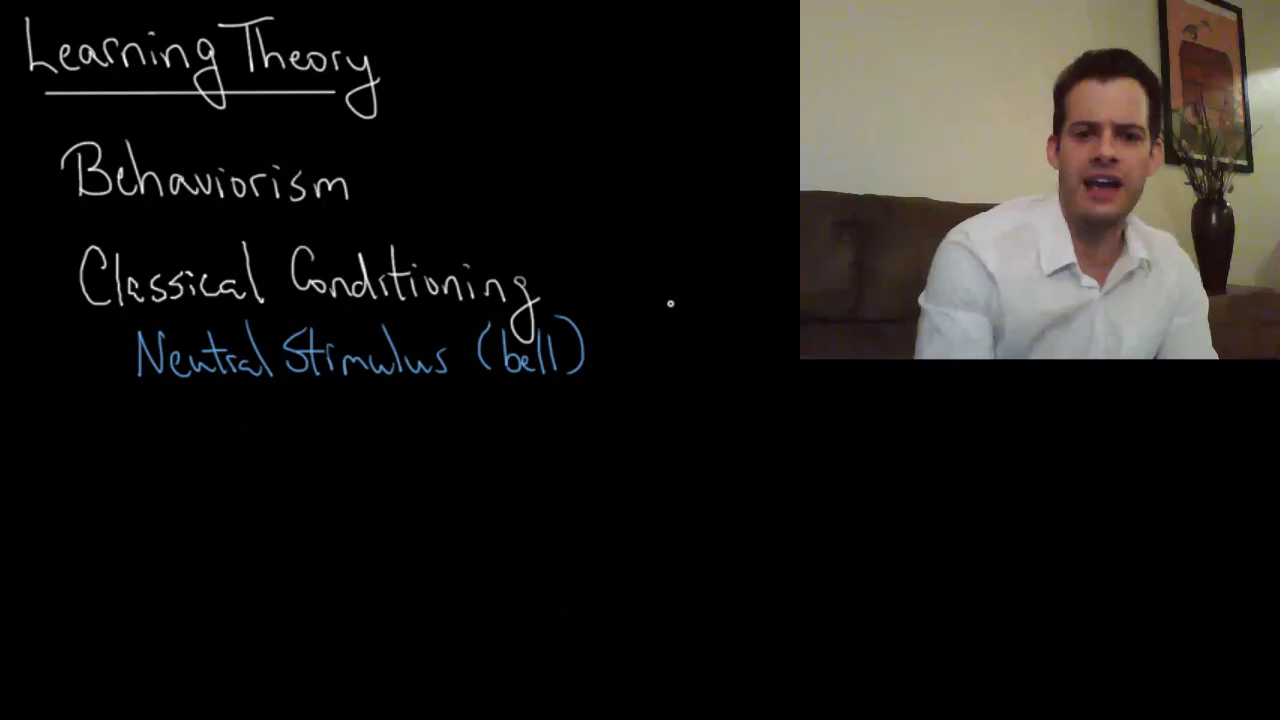 Learning Theory
Behaviorism
Classical Conditioning
Neutral Stimulus (bell)